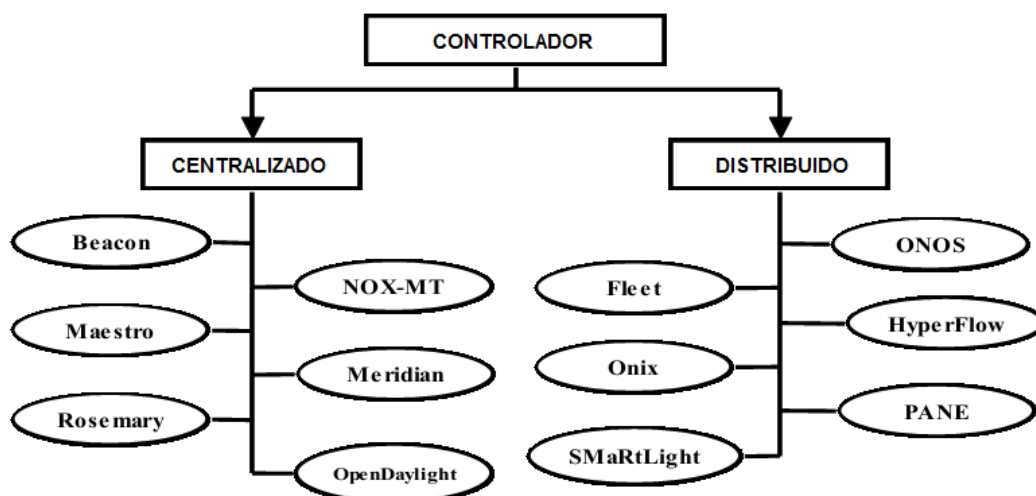 CONTROLADOR
CENTRALIZADO
DISTRIBUIDO
Beacon
NOX-MT
Maestro
Meridian
Rosemary
OpenDaylight
ONOS
Fleet
HyperFlow
Onix
PANE
SMaRtLight